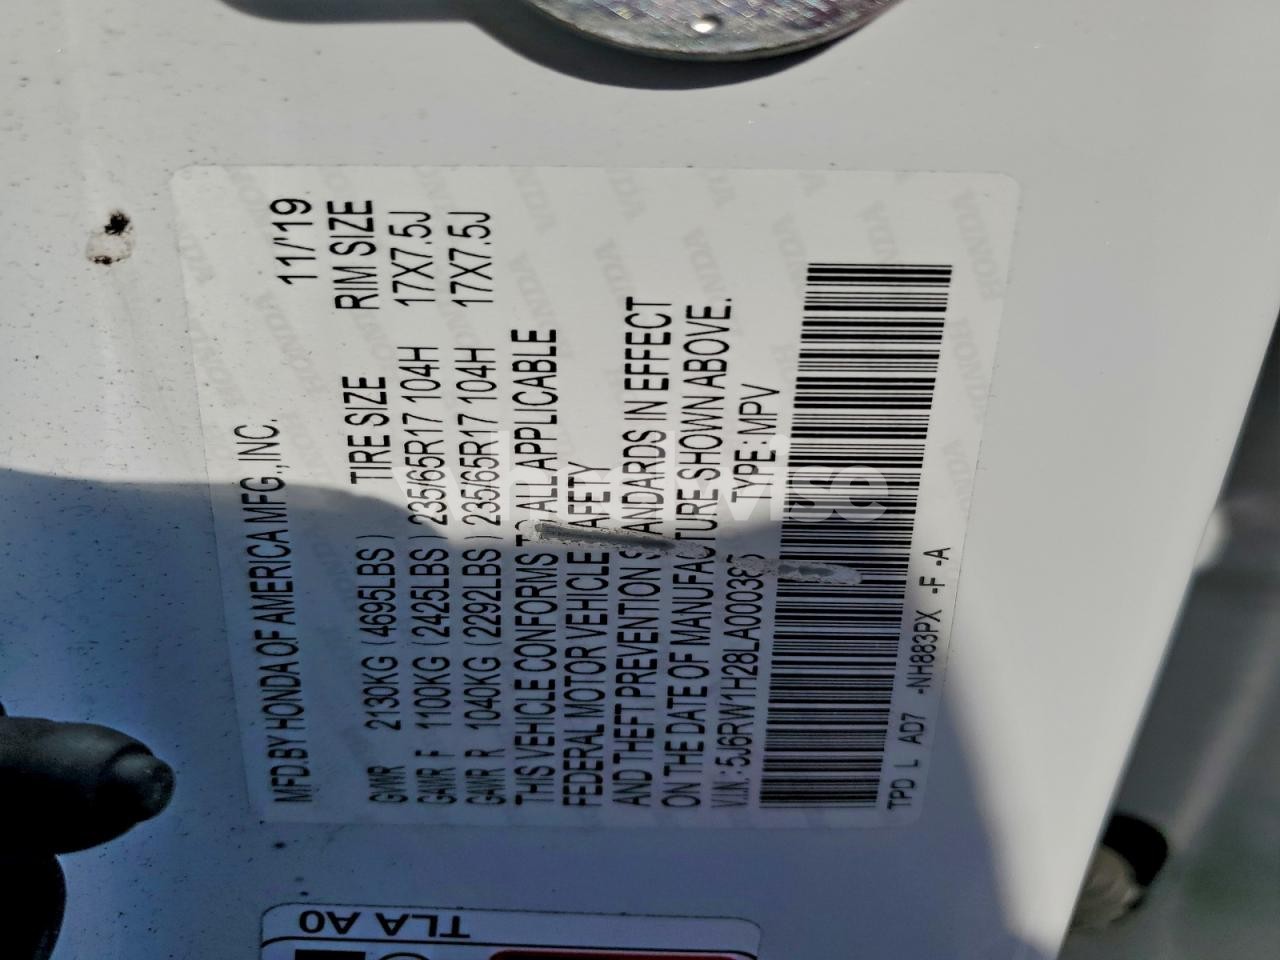 MFD.BY HONDA OF AMERICA MFG.,INC. 11/'19
TIRE SIZE RIM SIZE
GVWR 2130KG (4695LBS)
GAWR F 1100KG (2425LBS) 235/65R17 104H 17X7.5J
GAWR R 1040KG (2292LBS) 235/65R17 104H 17X7.5J
THIS VEHICLE CONFORMS ALL APPLICABLE
FEDERAL MOTOR VEHICLE AFETY
AND THEFT PREVENTION STANDARDS IN EFFECT
ON THE DATE OF MANUFACTURE SHOWN ABOVE.
V.I.N.: TYPE: MPV
TPD L AD7 -NH883PX -F -A
TLA A0
wheelwise